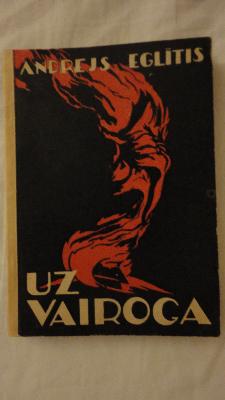 ANDREJS EGLĪTIS
UZ
VAIROGA